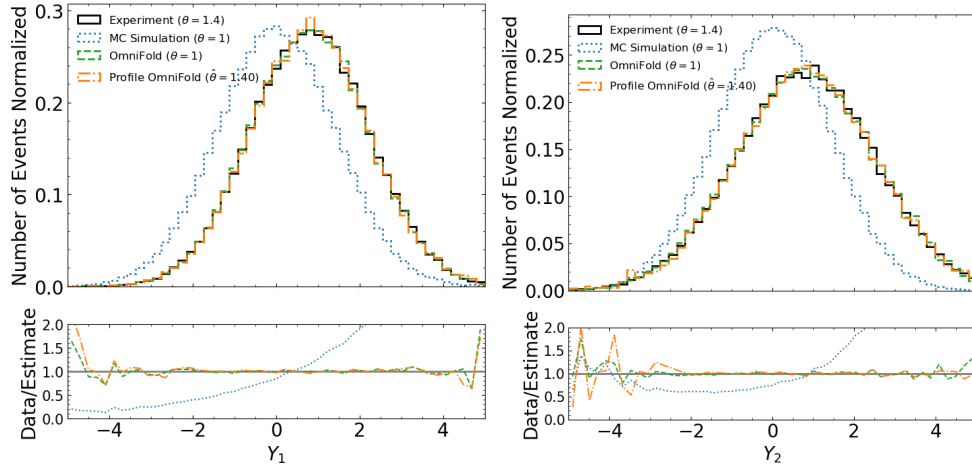 Number of Events Normalized
0.3
0.2
0.1
0.0
Experiment (θ = 1.4)
MC Simulation (θ = 1)
OmniFold (θ = 1)
Profile OmniFold (θ̂ = 1.40)
Data/Estimate
2.0
1.5
1.0
0.5
0.0
−4 −2 0 2 4
Y₁
Number of Events Normalized
0.25
0.20
0.15
0.10
0.05
0.00
Experiment (θ = 1.4)
MC Simulation (θ = 1)
OmniFold (θ = 1)
Profile OmniFold (θ̂ = 1.40)
Data/Estimate
2.0
1.5
1.0
0.5
0.0
−4 −2 0 2 4
Y₂